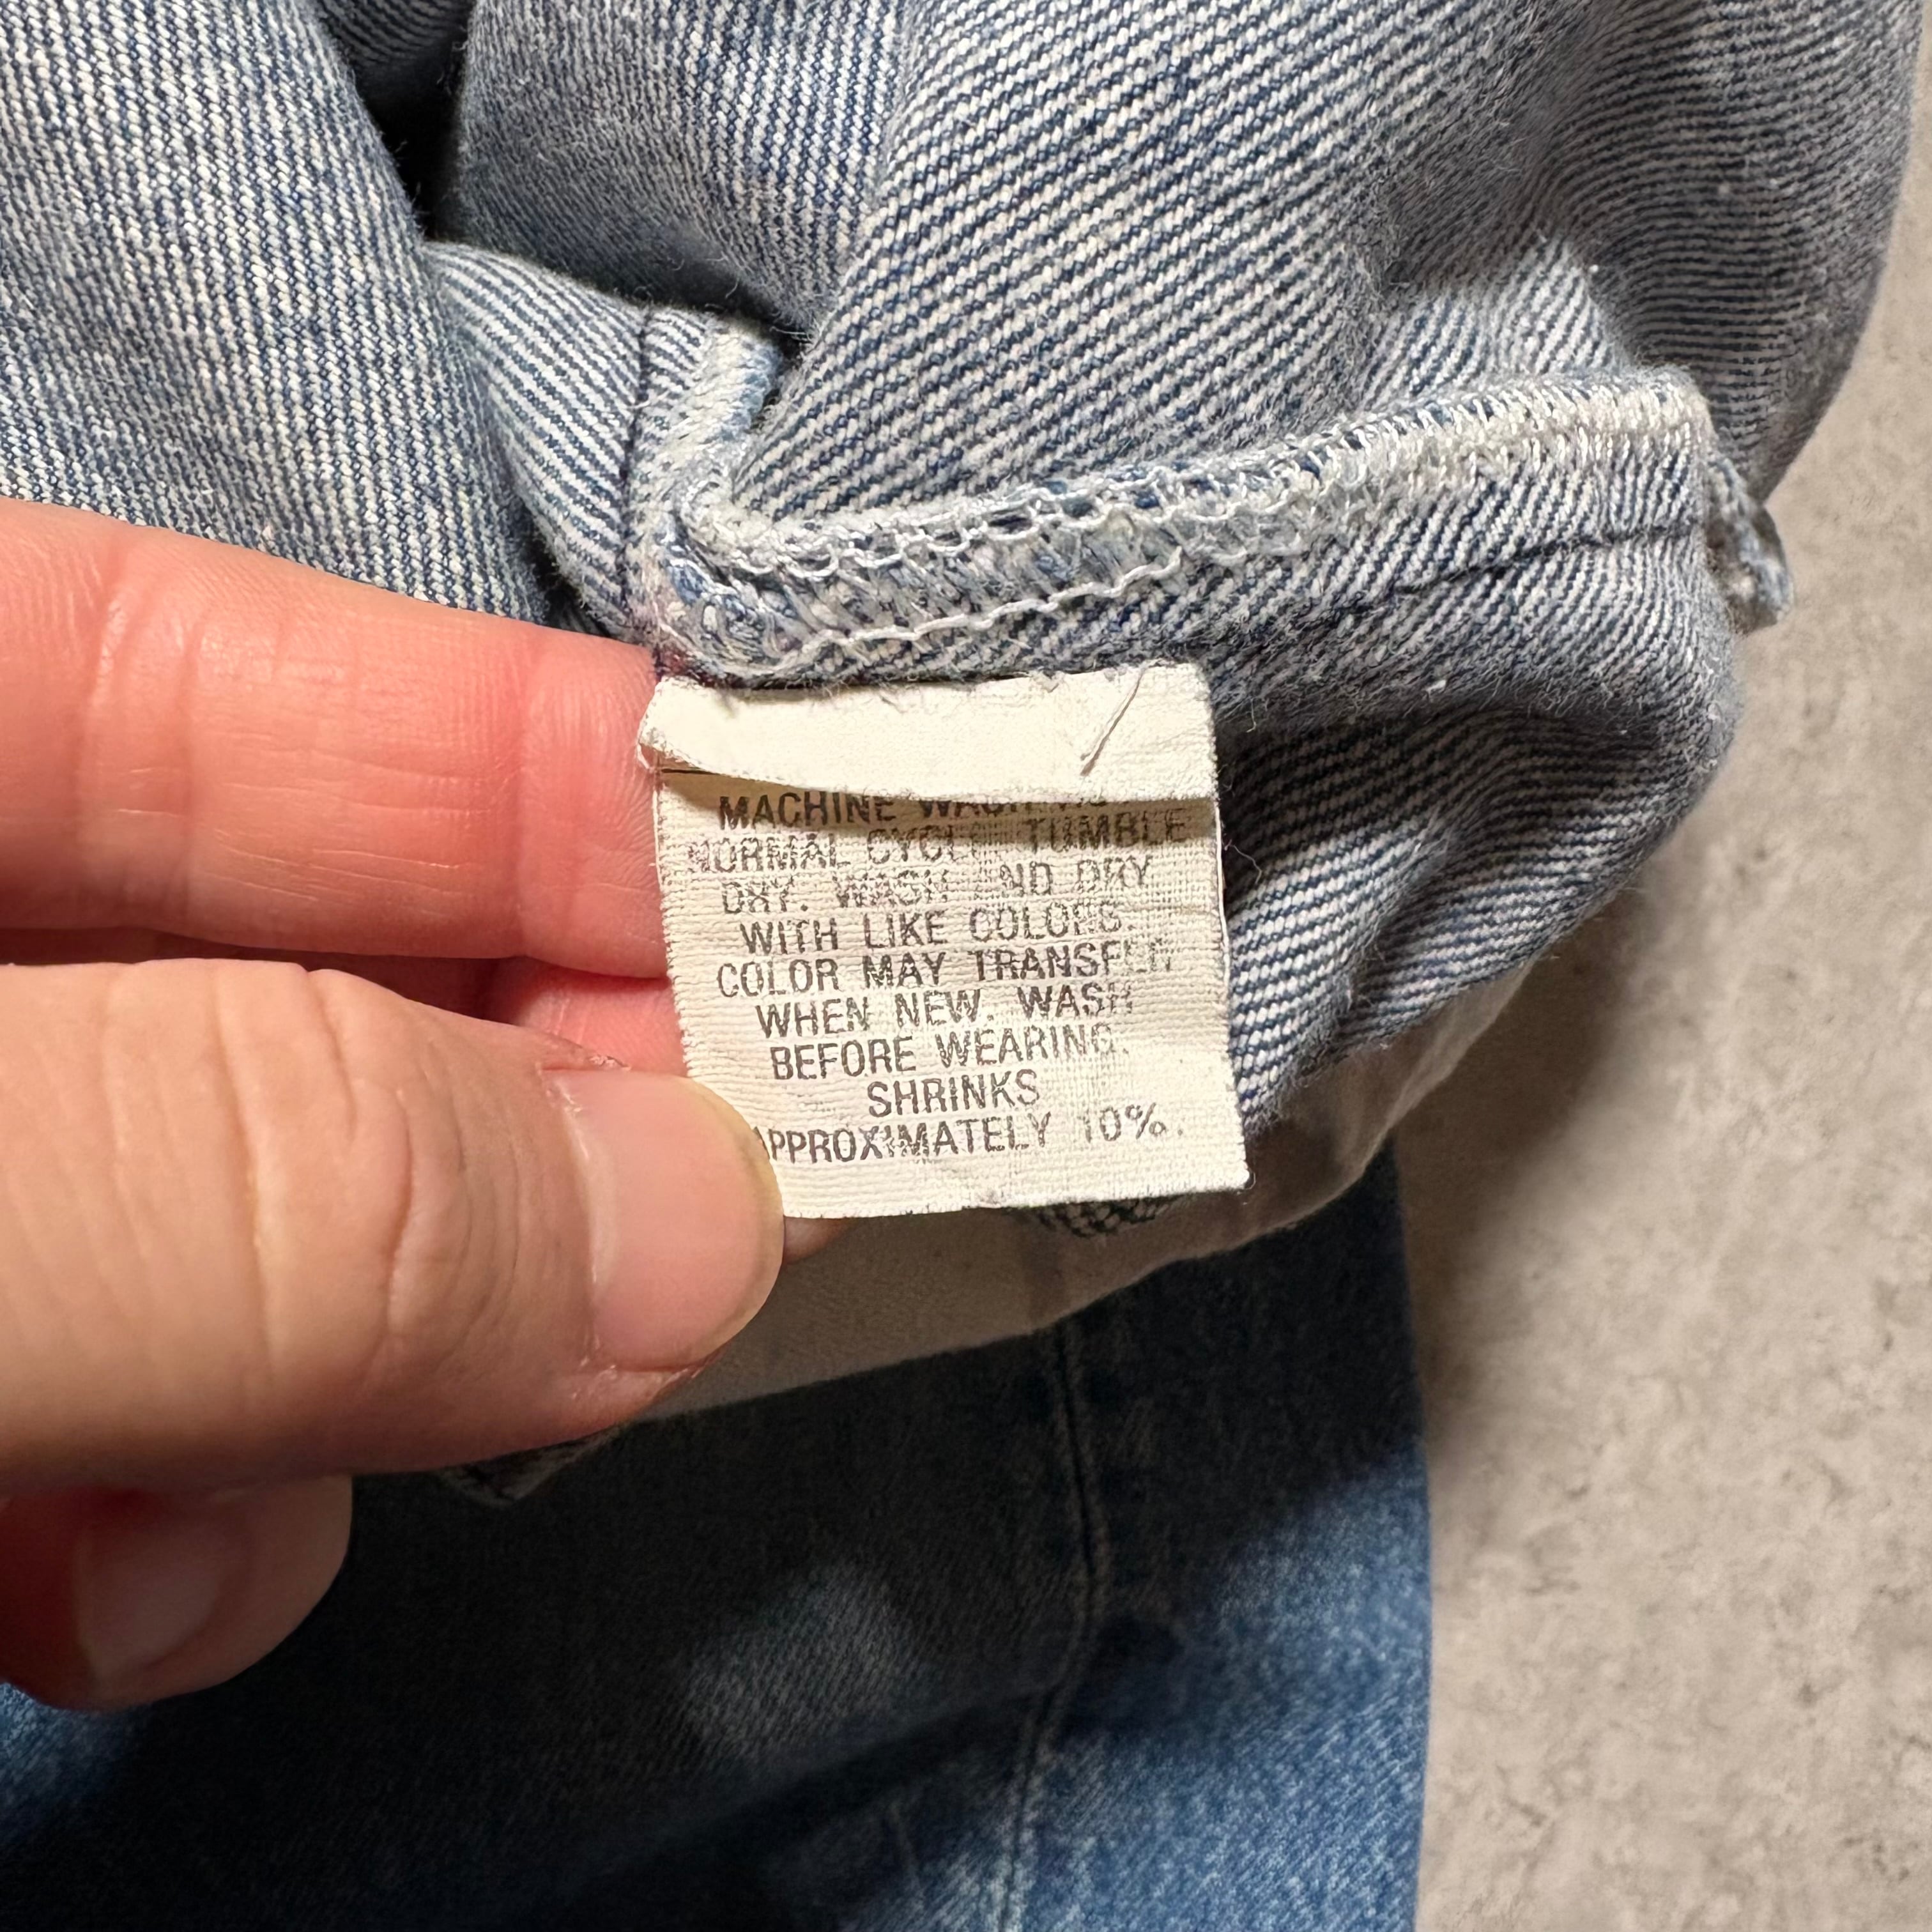 MACHINE WASH
NORMAL CYCLE TUMBLE
DRY. WASH AND DRY
WITH LIKE COLORS.
COLOR MAY TRANSFER
WHEN NEW. WASH
BEFORE WEARING.
SHRINKS
APPROXIMATELY 10%.